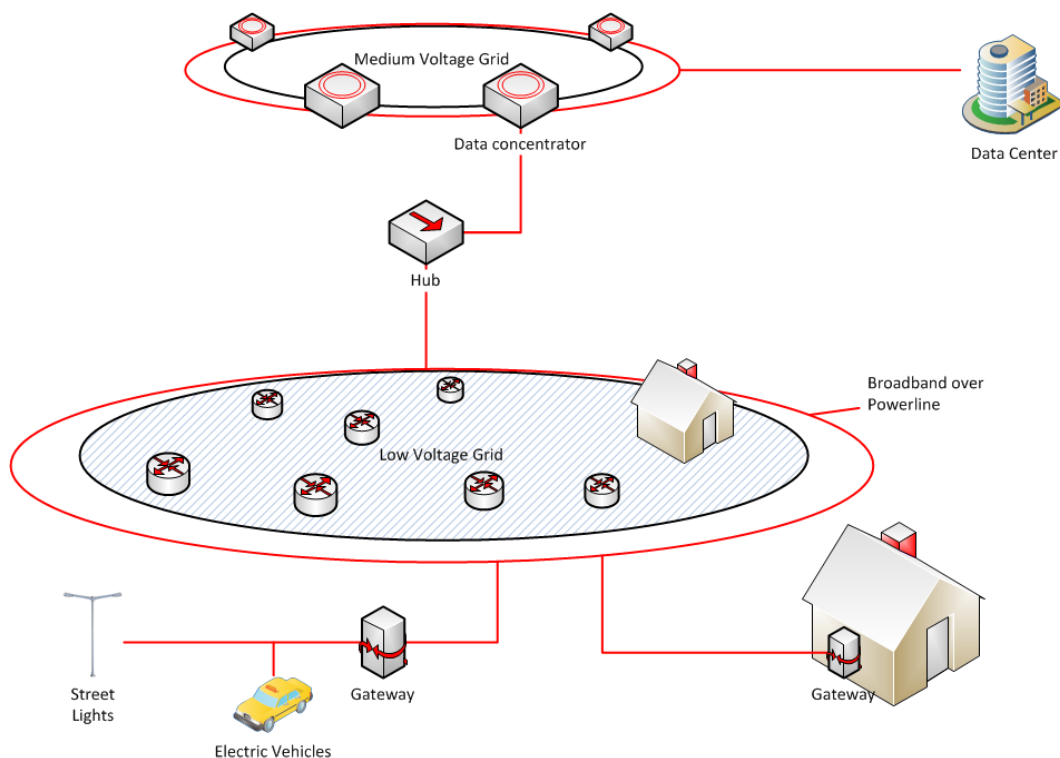 Medium Voltage Grid
Data concentrator
Data Center
Hub
Broadband over
Powerline
Low Voltage Grid
Street
Lights
Electric Vehicles
Gateway
Gateway